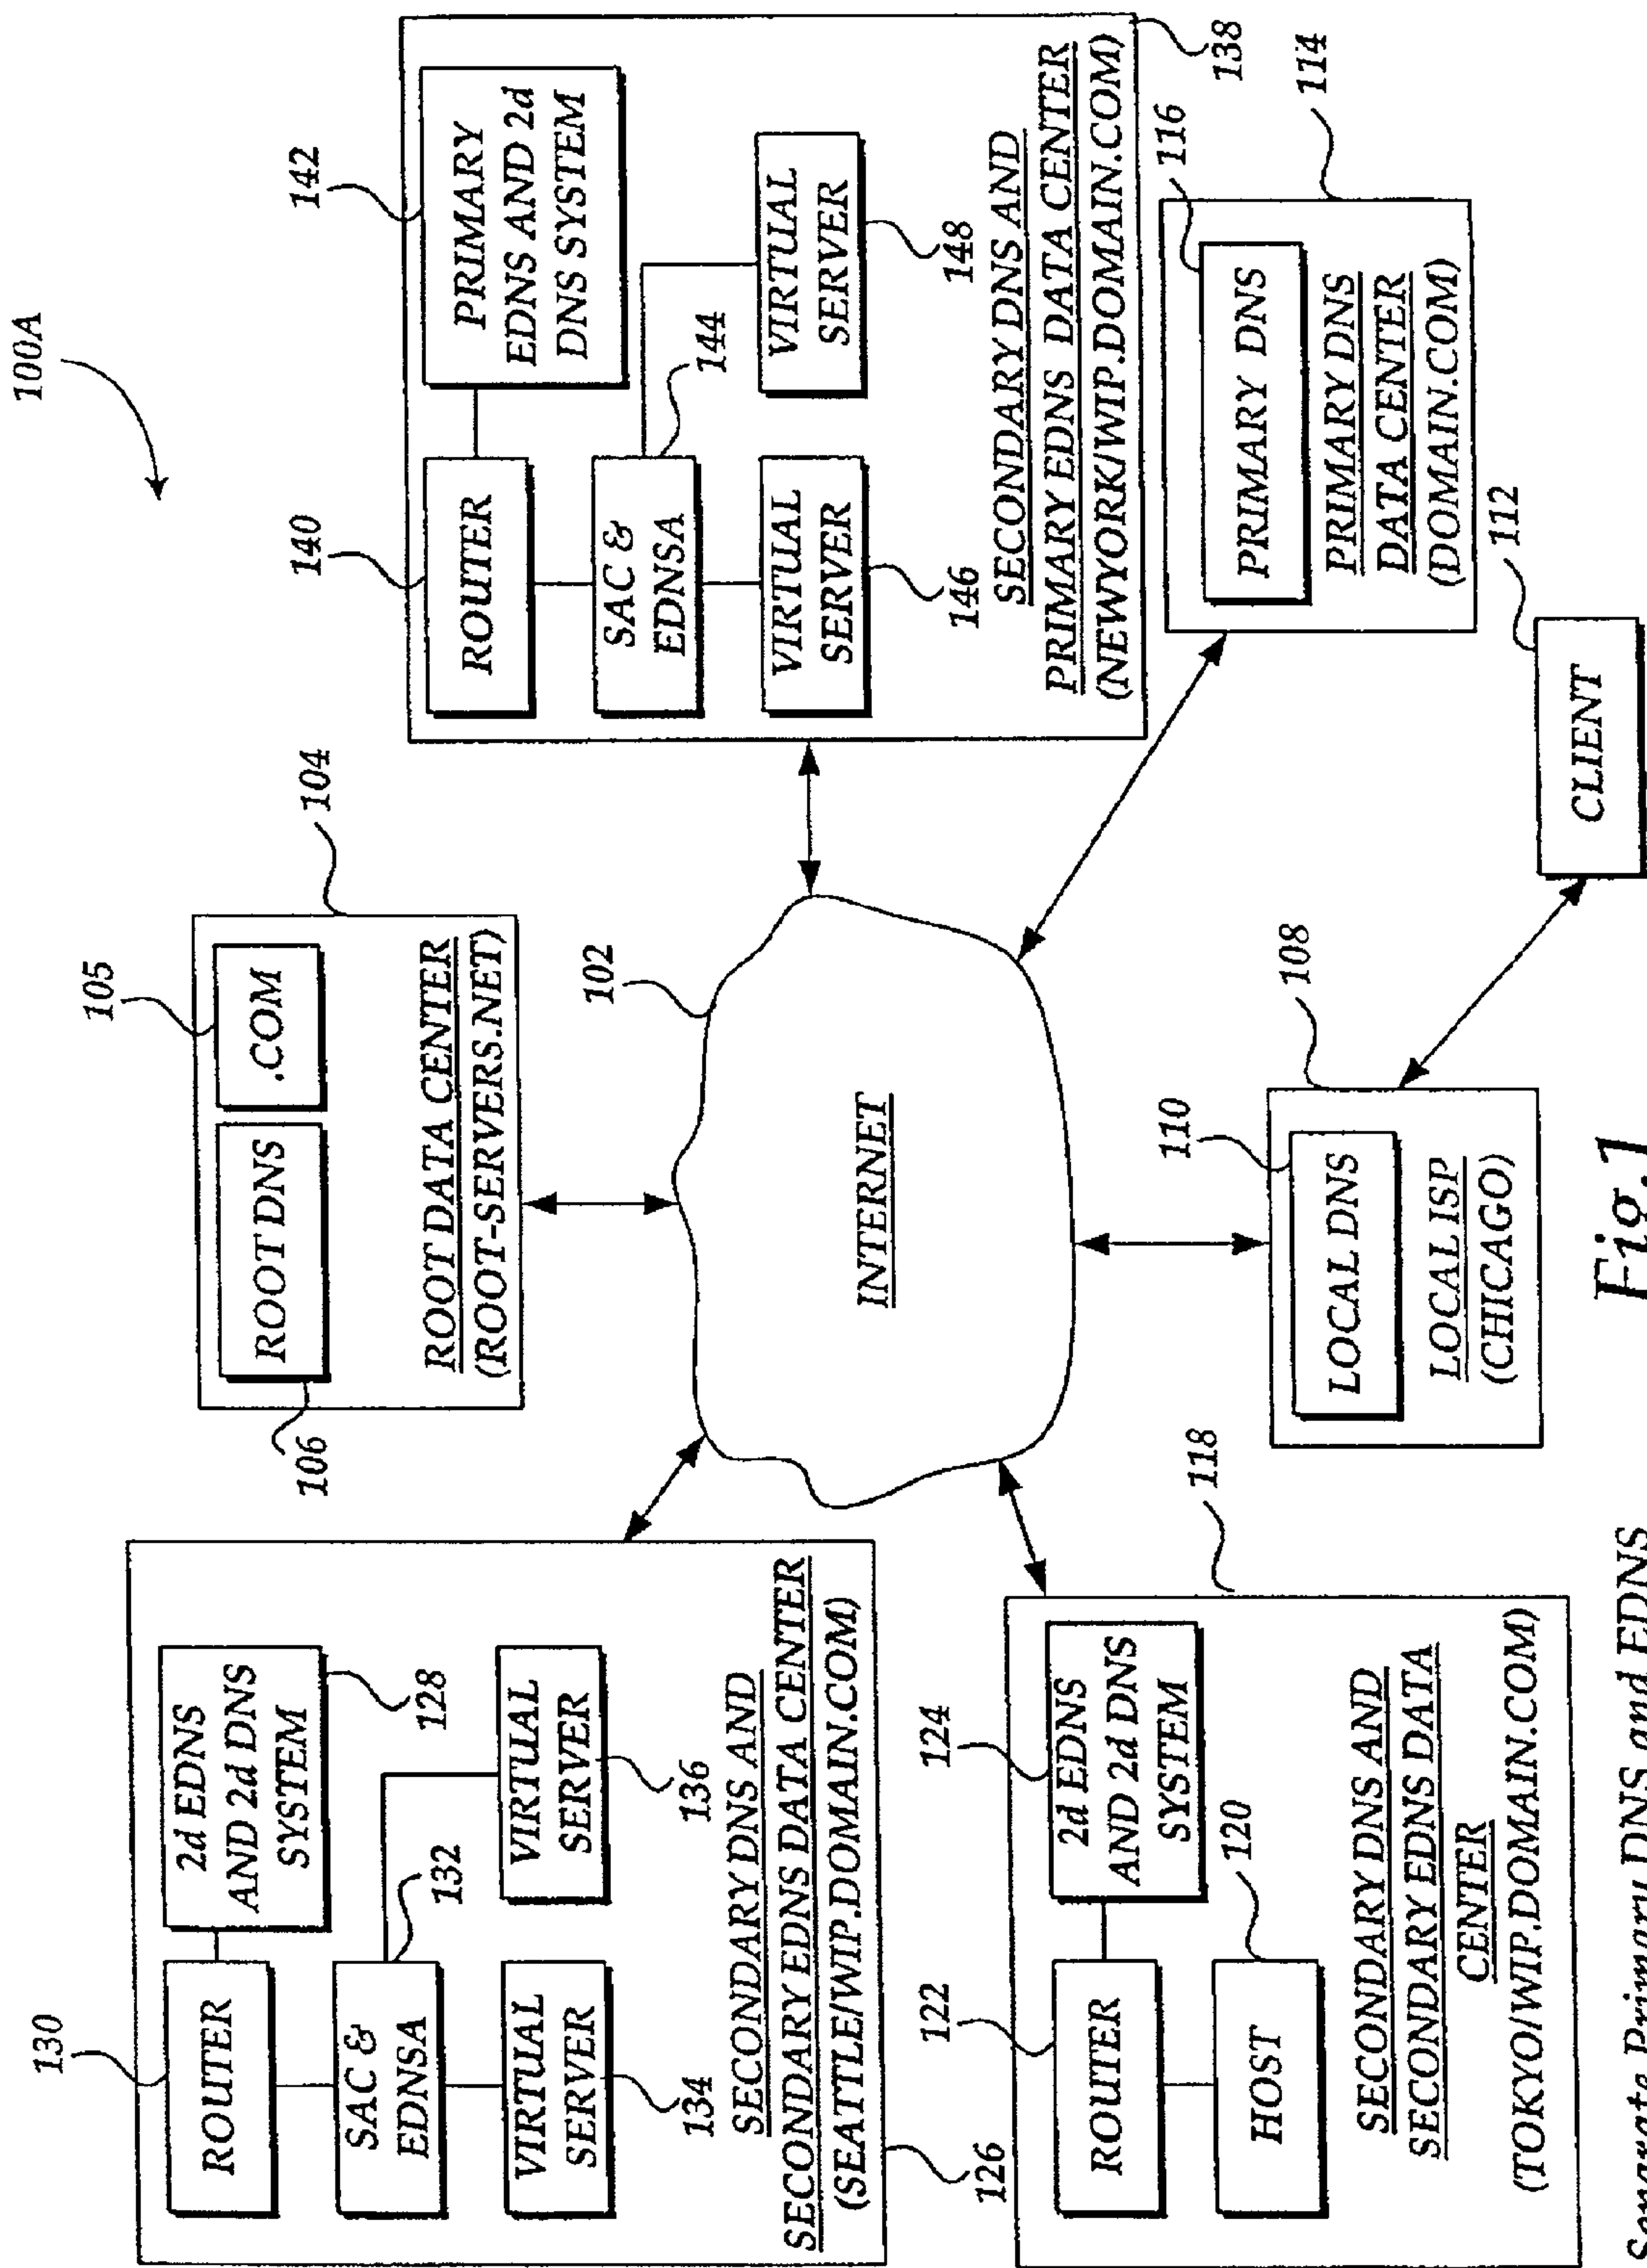 100A
130
ROUTER
2d EDNS
AND 2d DNS
SYSTEM
128
SAC &
EDNSA
132
VIRTUAL
SERVER
134
VIRTUAL
SERVER
136
SECONDARY DNS AND
SECONDARY EDNS DATA CENTER
(SEATTLE/WIP.DOMAIN.COM)
126
106
ROOT DNS
105
.COM
ROOT DATA CENTER
(ROOT-SERVERS.NET)
104
140
ROUTER
142
PRIMARY
EDNS AND 2d
DNS SYSTEM
SAC &
EDNSA
144
VIRTUAL
SERVER
146
VIRTUAL
SERVER
148
SECONDARY DNS AND
PRIMARY EDNS DATA CENTER
(NEWYORK/WIP.DOMAIN.COM)
138
102
INTERNET
122
ROUTER
124
2d EDNS
AND 2d DNS
SYSTEM
HOST
120
SECONDARY DNS AND
SECONDARY EDNS DATA
CENTER
(TOKYO/WIP.DOMAIN.COM)
118
110
LOCAL DNS
LOCAL ISP
(CHICAGO)
108
116
PRIMARY DNS
PRIMARY DNS
DATA CENTER
(DOMAIN.COM)
114
CLIENT
112
Fig.1
Separate Primary DNS and EDNS